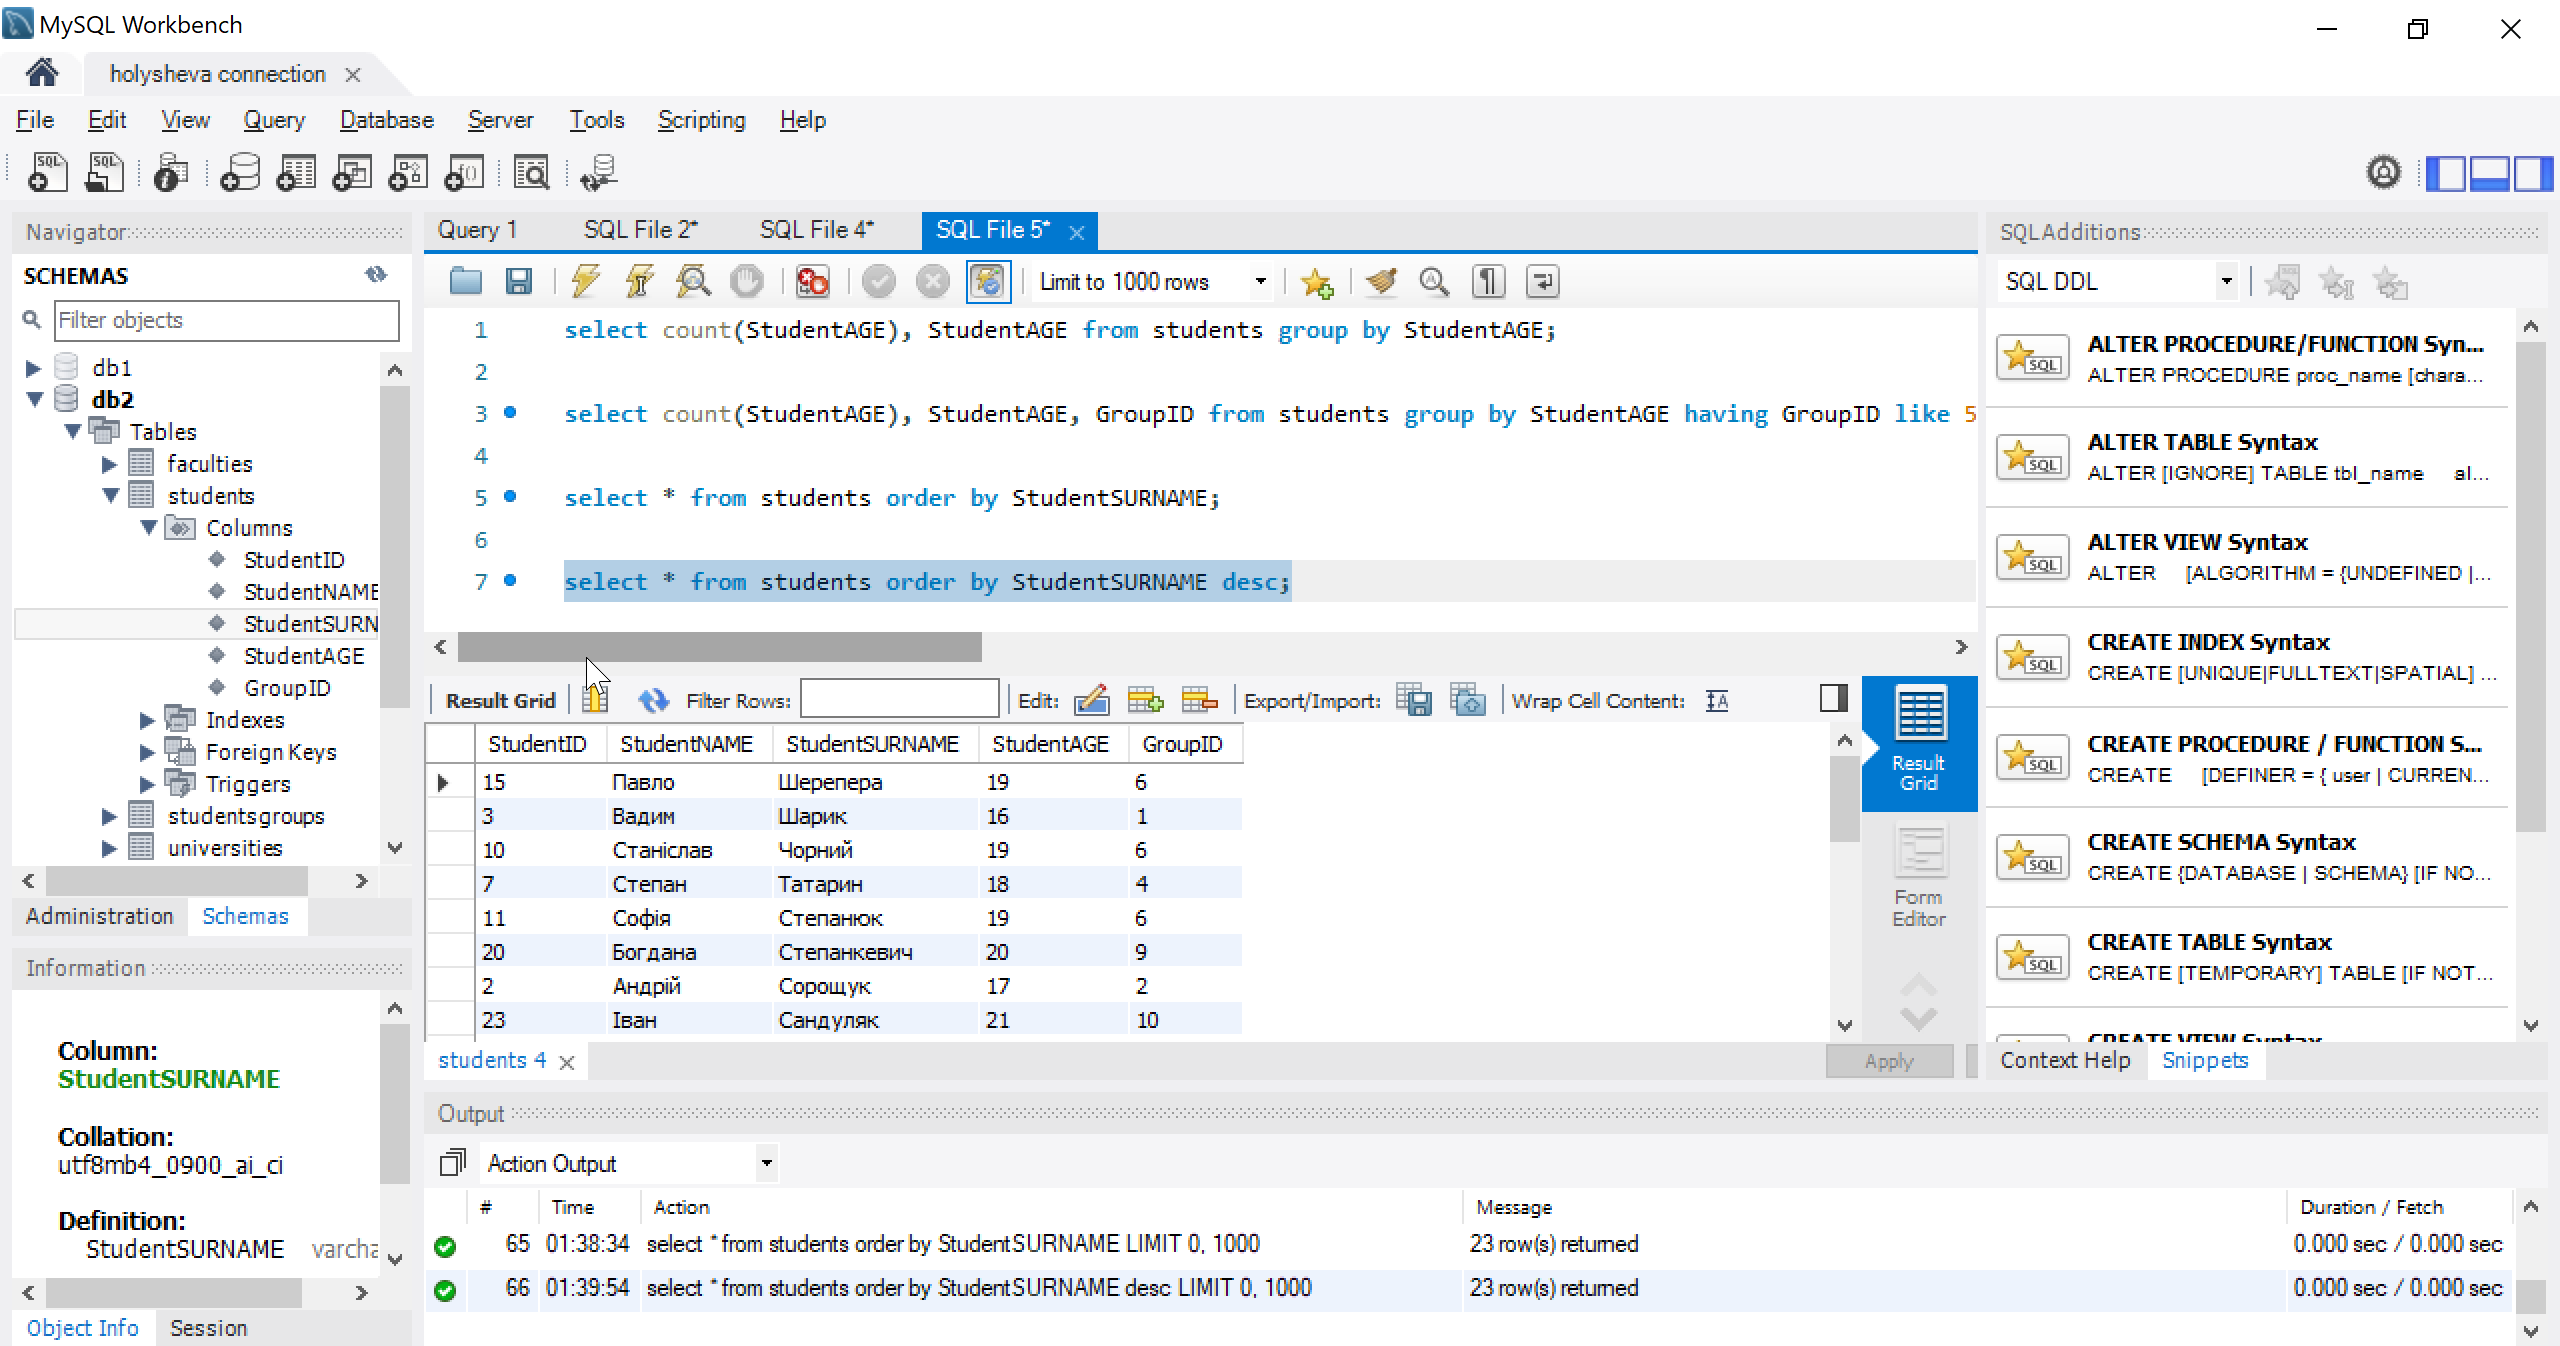 MySQL Workbench
holysheva connection
File Edit View Query Database Server Tools Scripting Help
Navigator
SCHEMAS
Filter objects
db1
db2
Tables
faculties
students
Columns
StudentID
StudentNAME
StudentSURN
StudentAGE
GroupID
Indexes
Foreign Keys
Triggers
studentsgroups
universities
Administration Schemas
Information
Column:
StudentSURNAME
Collation:
utf8mb4_0900_ai_ci
Definition:
StudentSURNAME varcha
Object Info Session
Query 1 SQL File 2* SQL File 4* SQL File 5*
Limit to 1000 rows
1 select count(StudentAGE), StudentAGE from students group by StudentAGE;
2
3 select count(StudentAGE), StudentAGE, GroupID from students group by StudentAGE having GroupID like 5
4
5 select * from students order by StudentSURNAME;
6
7 select * from students order by StudentSURNAME desc;
Result Grid Filter Rows: Edit: Export/Import: Wrap Cell Content:
StudentID StudentNAME StudentSURNAME StudentAGE GroupID
15 Павло Шерепера 19 6
3 Вадим Шарик 16 1
10 Станіслав Чорний 19 6
7 Степан Татарин 18 4
11 Софія Степанюк 19 6
20 Богдана Степанкевич 20 9
2 Андрій Сорощук 17 2
23 Іван Сандуляк 21 10
Result
Grid
Form
Editor
students 4
Apply
Output
Action Output
# Time Action Message Duration / Fetch
65 01:38:34 select * from students order by StudentSURNAME LIMIT 0, 1000 23 row(s) returned 0.000 sec / 0.000 sec
66 01:39:54 select * from students order by StudentSURNAME desc LIMIT 0, 1000 23 row(s) returned 0.000 sec / 0.000 sec
SQLAdditions
SQL DDL
ALTER PROCEDURE/FUNCTION Syn...
ALTER PROCEDURE proc_name [chara...
ALTER TABLE Syntax
ALTER [IGNORE] TABLE tbl_name al...
ALTER VIEW Syntax
ALTER [ALGORITHM = {UNDEFINED |...
CREATE INDEX Syntax
CREATE [UNIQUE|FULLTEXT|SPATIAL] ...
CREATE PROCEDURE / FUNCTION S...
CREATE [DEFINER = { user | CURREN...
CREATE SCHEMA Syntax
CREATE {DATABASE | SCHEMA} [IF NO...
CREATE TABLE Syntax
CREATE [TEMPORARY] TABLE [IF NOT...
CREATE VIEW Syntax
Context Help Snippets